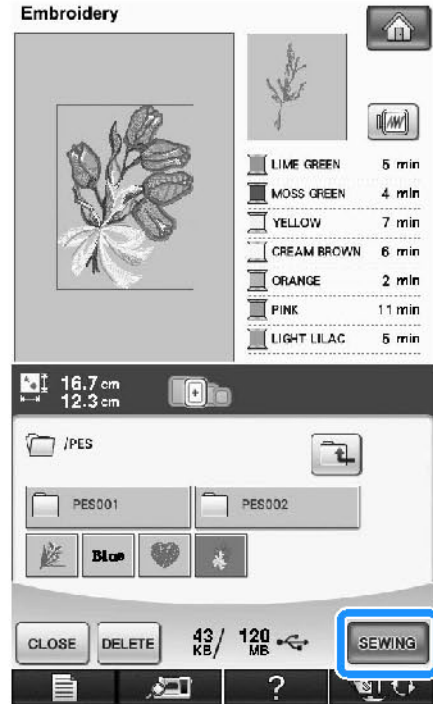 Embroidery
LIME GREEN 5 min
MOSS GREEN 4 min
YELLOW 7 min
CREAM BROWN 6 min
ORANGE 2 min
PINK 11 min
LIGHT LILAC 5 min
16.7 cm
12.3 cm
/PES
PES001 PES002
Blue
CLOSE DELETE 43 KB/ 120 MB SEWING
?